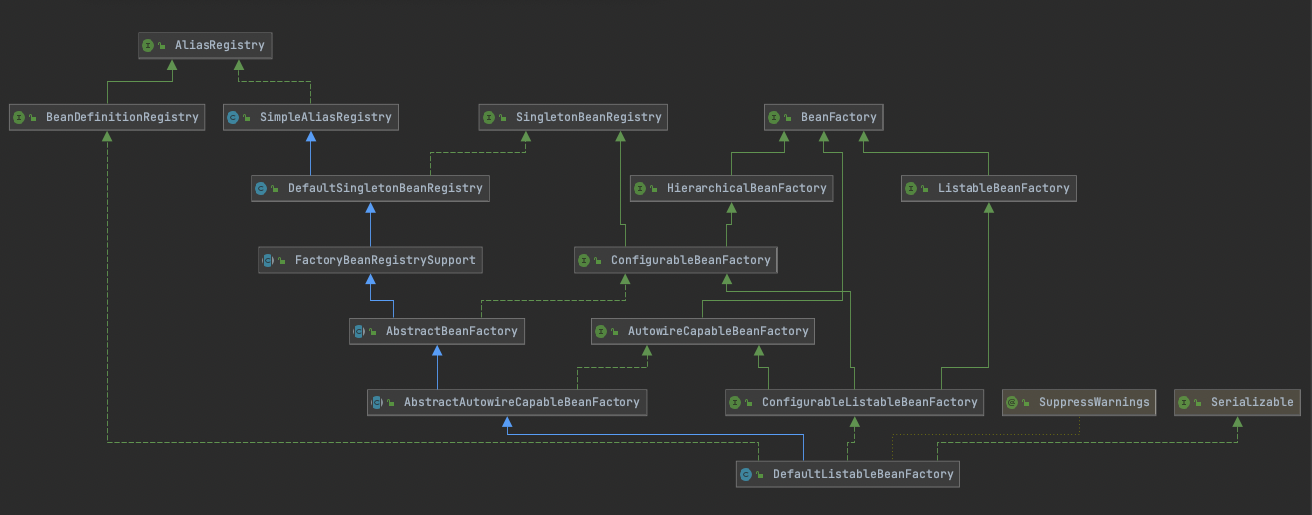 AliasRegistry
BeanDefinitionRegistry
SimpleAliasRegistry
SingletonBeanRegistry
BeanFactory
DefaultSingletonBeanRegistry
HierarchicalBeanFactory
ListableBeanFactory
FactoryBeanRegistrySupport
ConfigurableBeanFactory
AbstractBeanFactory
AutowireCapableBeanFactory
AbstractAutowireCapableBeanFactory
ConfigurableListableBeanFactory
SuppressWarnings
Serializable
DefaultListableBeanFactory